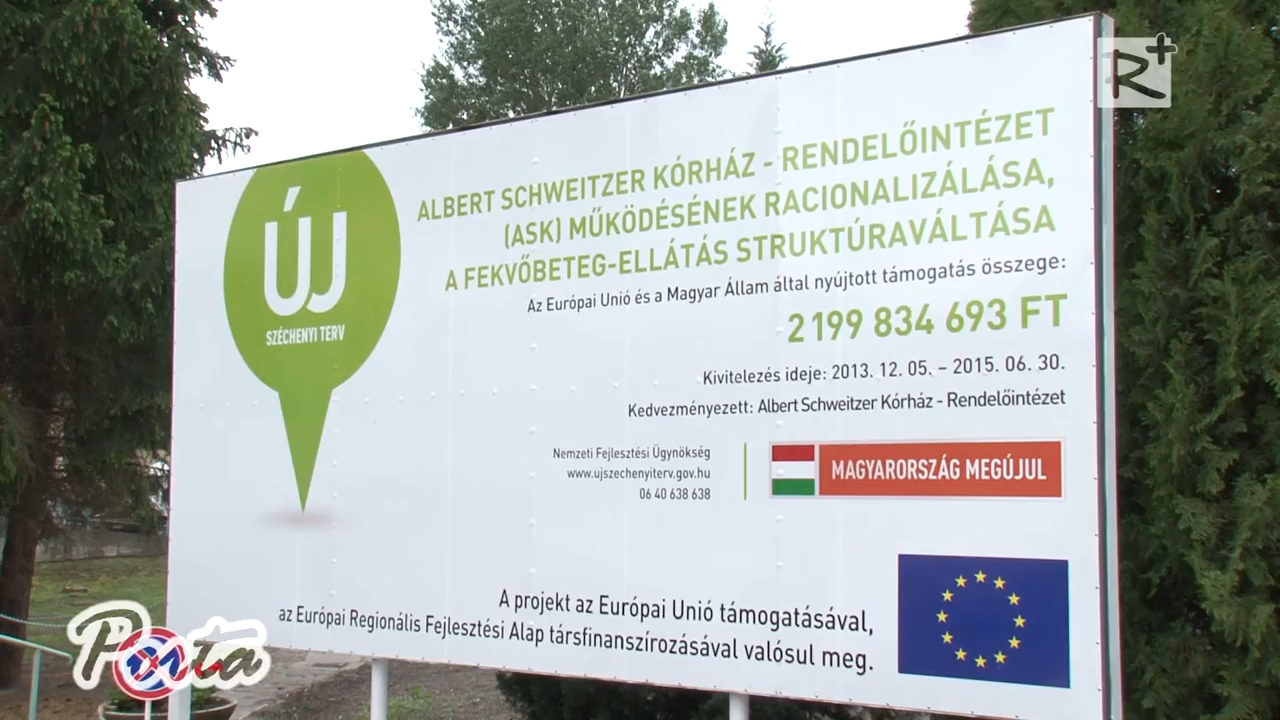 R+
ÚJ
SZÉCHENYI TERV
ALBERT SCHWEITZER KÓRHÁZ - RENDELŐINTÉZET
(ASK) MŰKÖDÉSÉNEK RACIONALIZÁLÁSA,
A FEKVŐBETEG-ELLÁTÁS STRUKTÚRAVÁLTÁSA
Az Európai Unió és a Magyar Állam által nyújtott támogatás összege:
2 199 834 693 FT
Kivitelezés ideje: 2013. 12. 05. – 2015. 06. 30.
Kedvezményezett: Albert Schweitzer Kórház - Rendelőintézet
Nemzeti Fejlesztési Ügynökség
www.ujszechenyiterv.gov.hu
06 40 638 638
MAGYARORSZÁG MEGÚJUL
A projekt az Európai Unió támogatásával,
az Európai Regionális Fejlesztési Alap társfinanszírozásával valósul meg.
Posta